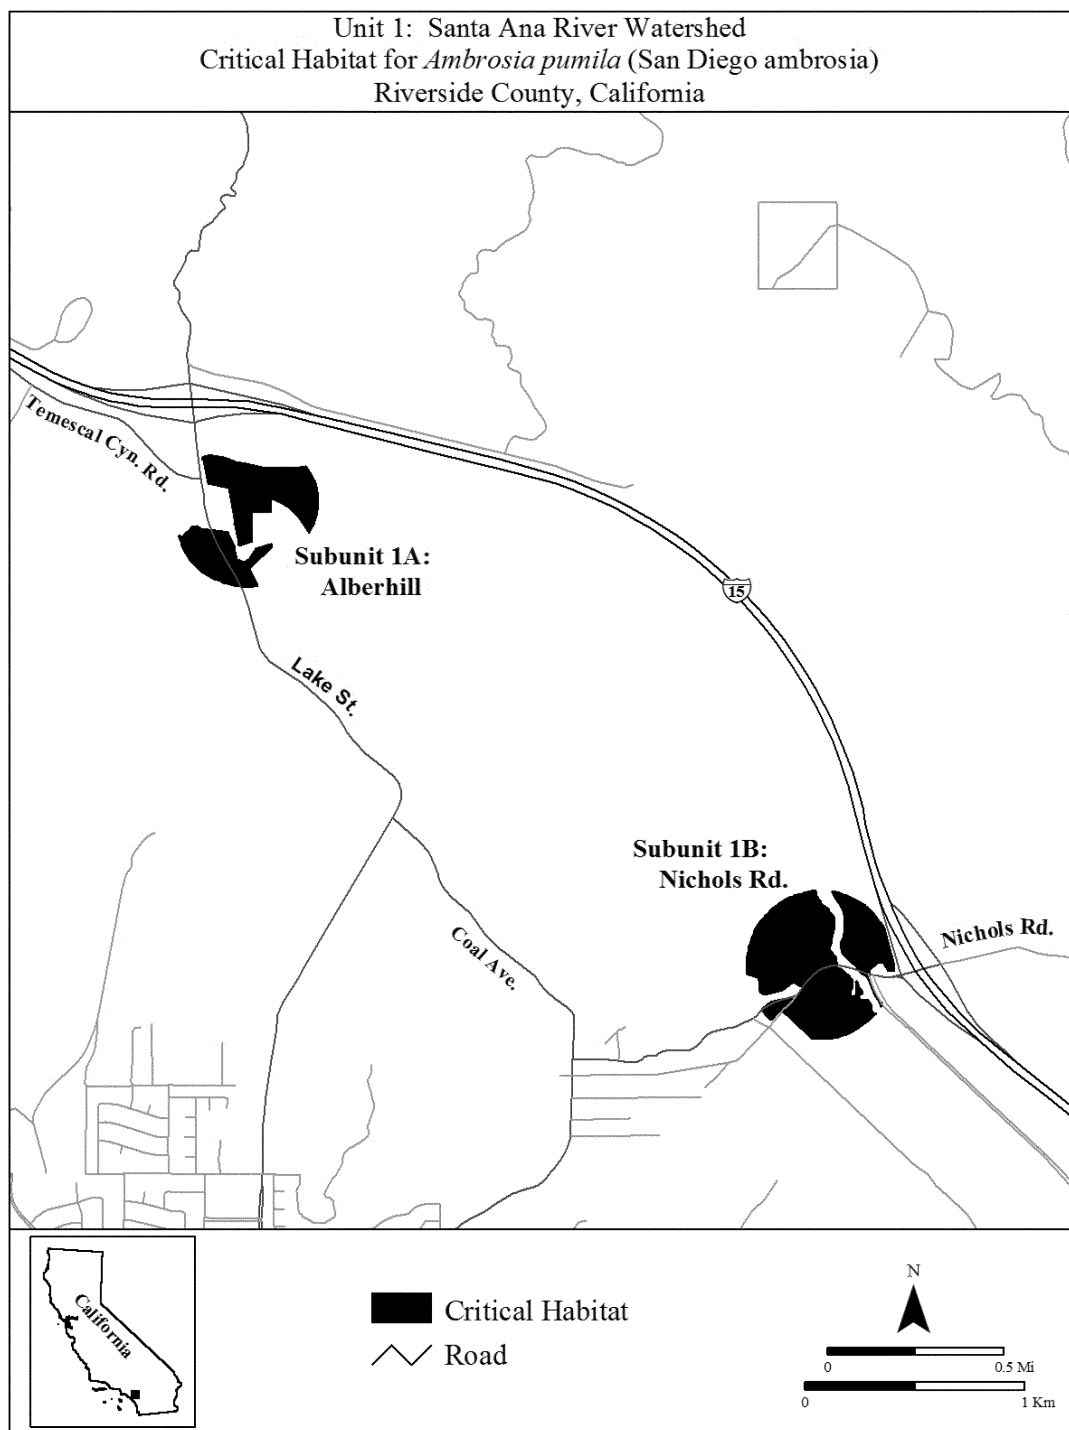 Unit 1: Santa Ana River Watershed
Critical Habitat for Ambrosia pumila (San Diego ambrosia)
Riverside County, California
Temescal Cyn. Rd.
Subunit 1A:
Alberhill
15
Lake St.
Subunit 1B:
Nichols Rd.
Nichols Rd.
Coal Ave.
California
Critical Habitat
Road
N
0 0.5 Mi
0 1 Km